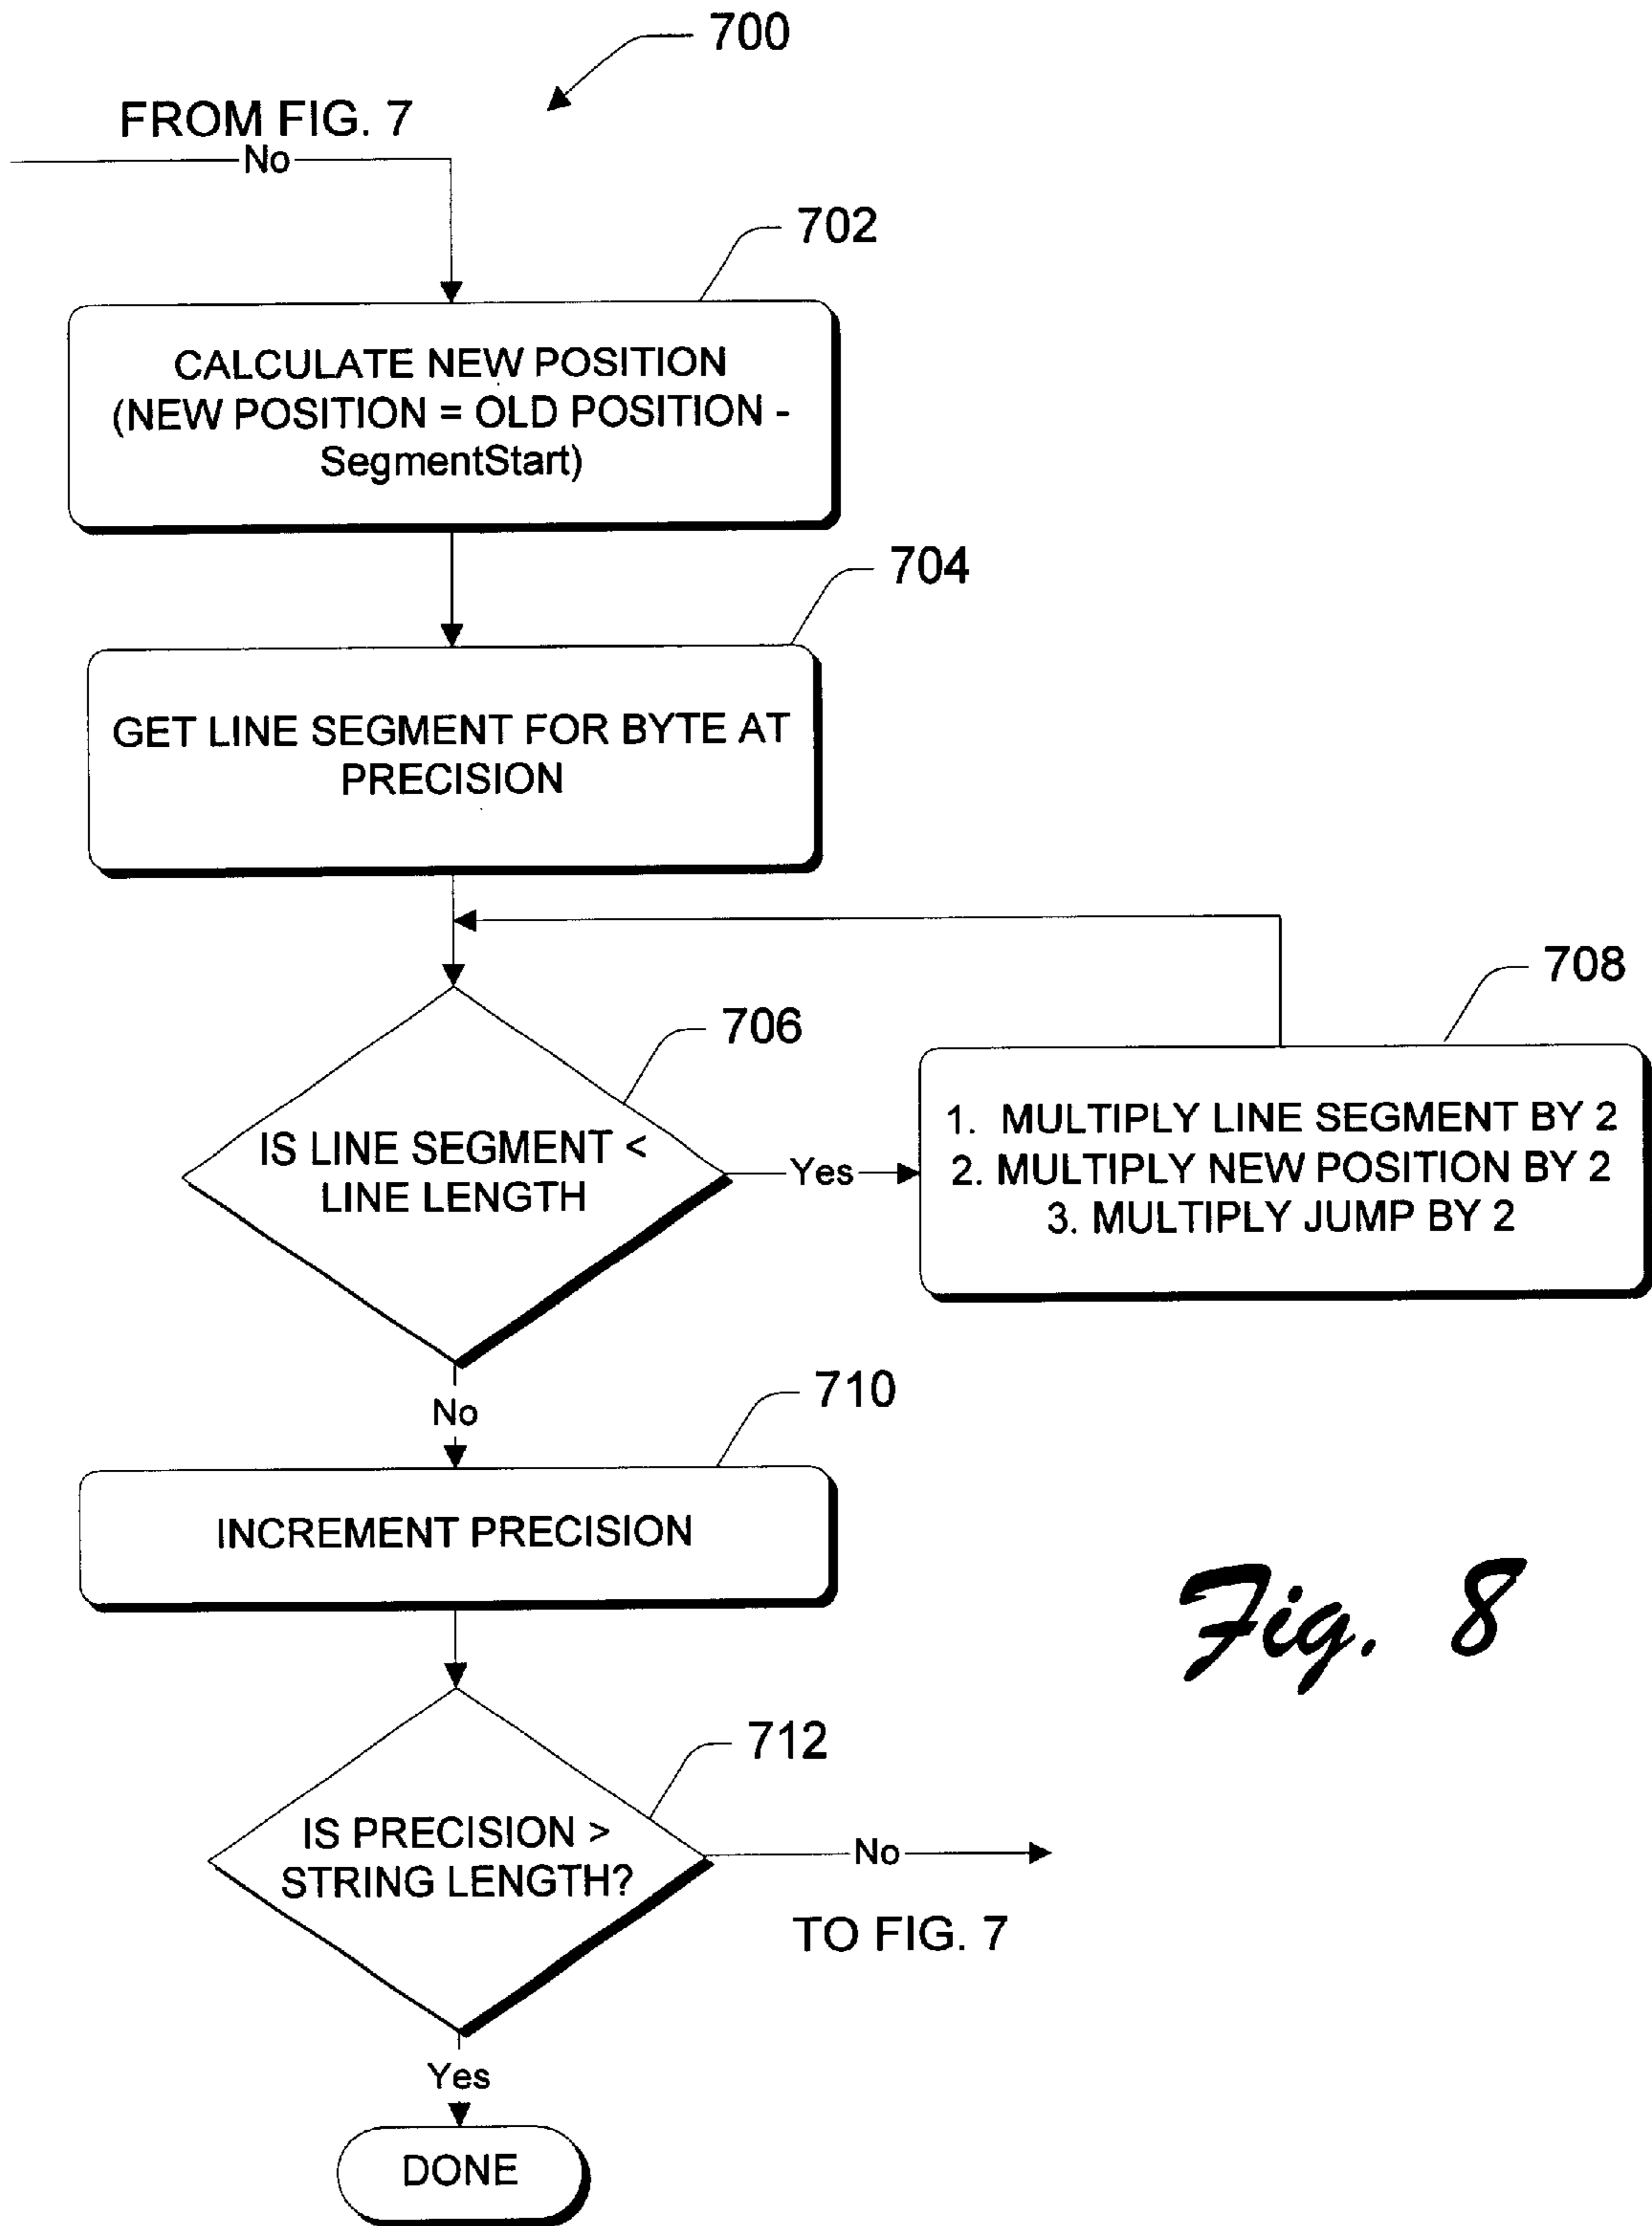 700
FROM FIG. 7
No
702
CALCULATE NEW POSITION
(NEW POSITION = OLD POSITION -
SegmentStart)
704
GET LINE SEGMENT FOR BYTE AT
PRECISION
706
IS LINE SEGMENT <
LINE LENGTH
Yes
708
1. MULTIPLY LINE SEGMENT BY 2
2. MULTIPLY NEW POSITION BY 2
3. MULTIPLY JUMP BY 2
No
710
INCREMENT PRECISION
712
IS PRECISION >
STRING LENGTH?
No
TO FIG. 7
Yes
DONE
Fig. 8